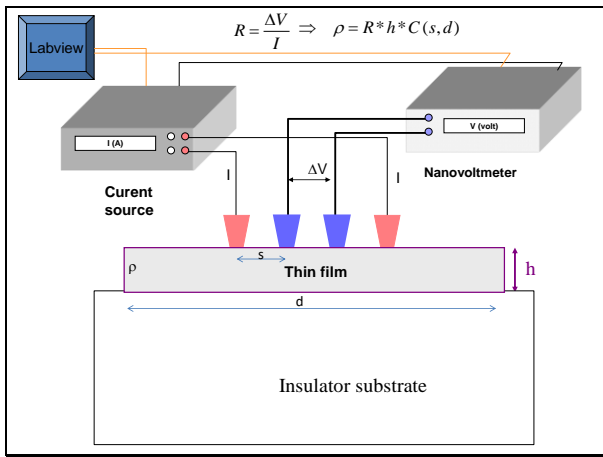 Labview
R = ΔV / I ⇒ ρ = R * h * C(s,d)
I (A)
V (volt)
Curent
source
Nanovoltmeter
I
ΔV
I
s
ρ
Thin film
h
d
Insulator substrate